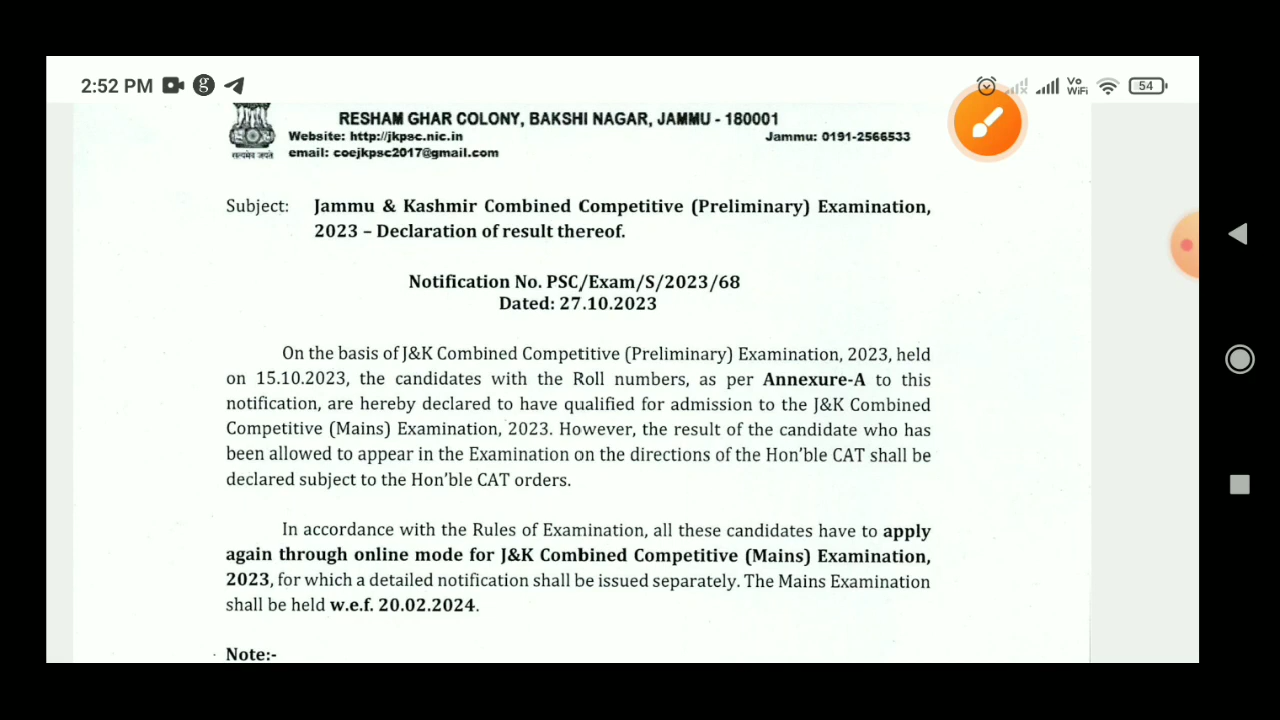 2:52 PM g Vo WiFi 54
RESHAM GHAR COLONY, BAKSHI NAGAR, JAMMU - 180001
Website: http://jkpsc.nic.in Jammu: 0191-2566533
सत्यमेव जयते email: coejkpsc2017@gmail.com
Subject: Jammu & Kashmir Combined Competitive (Preliminary) Examination,
2023 – Declaration of result thereof.
Notification No. PSC/Exam/S/2023/68
Dated: 27.10.2023
On the basis of J&K Combined Competitive (Preliminary) Examination, 2023, held
on 15.10.2023, the candidates with the Roll numbers, as per Annexure-A to this
notification, are hereby declared to have qualified for admission to the J&K Combined
Competitive (Mains) Examination, 2023. However, the result of the candidate who has
been allowed to appear in the Examination on the directions of the Hon’ble CAT shall be
declared subject to the Hon’ble CAT orders.
In accordance with the Rules of Examination, all these candidates have to apply
again through online mode for J&K Combined Competitive (Mains) Examination,
2023, for which a detailed notification shall be issued separately. The Mains Examination
shall be held w.e.f. 20.02.2024.
Note:-